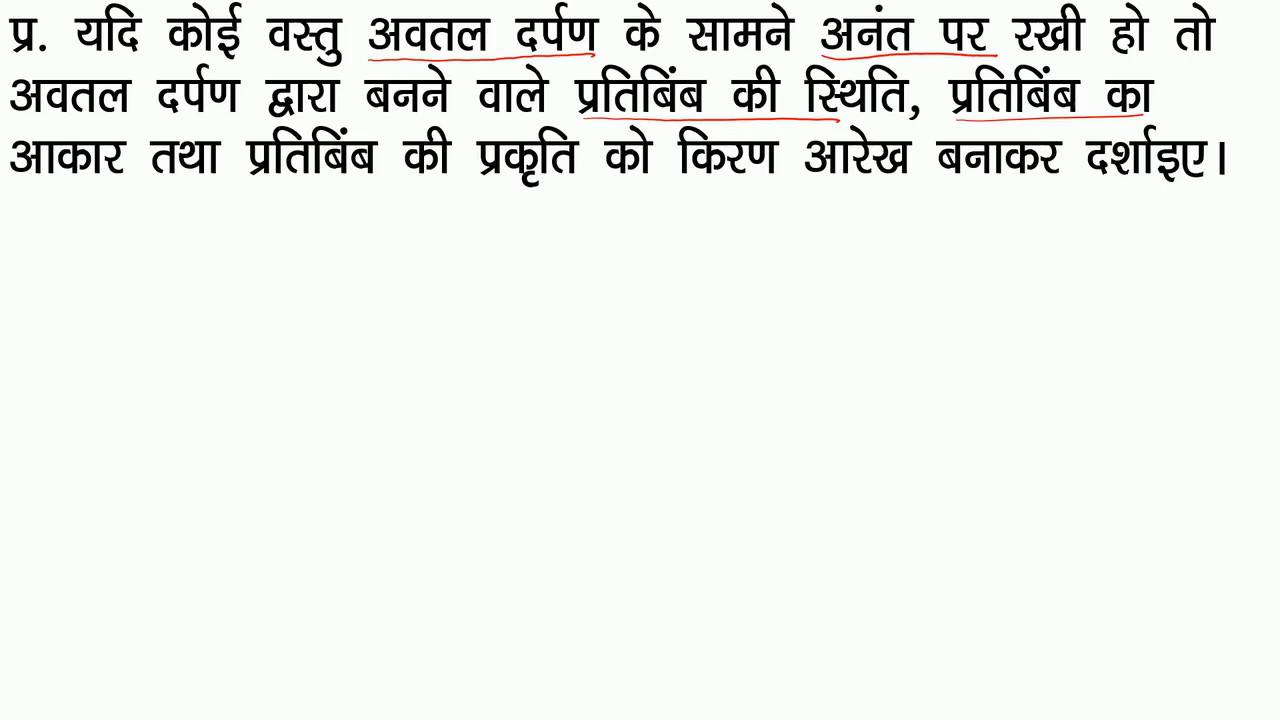 प्र. यदि कोई वस्तु अवतल दर्पण के सामने अनंत पर रखी हो तो
अवतल दर्पण द्वारा बनने वाले प्रतिबिंब की स्थिति, प्रतिबिंब का
आकार तथा प्रतिबिंब की प्रकृति को किरण आरेख बनाकर दर्शाइए।